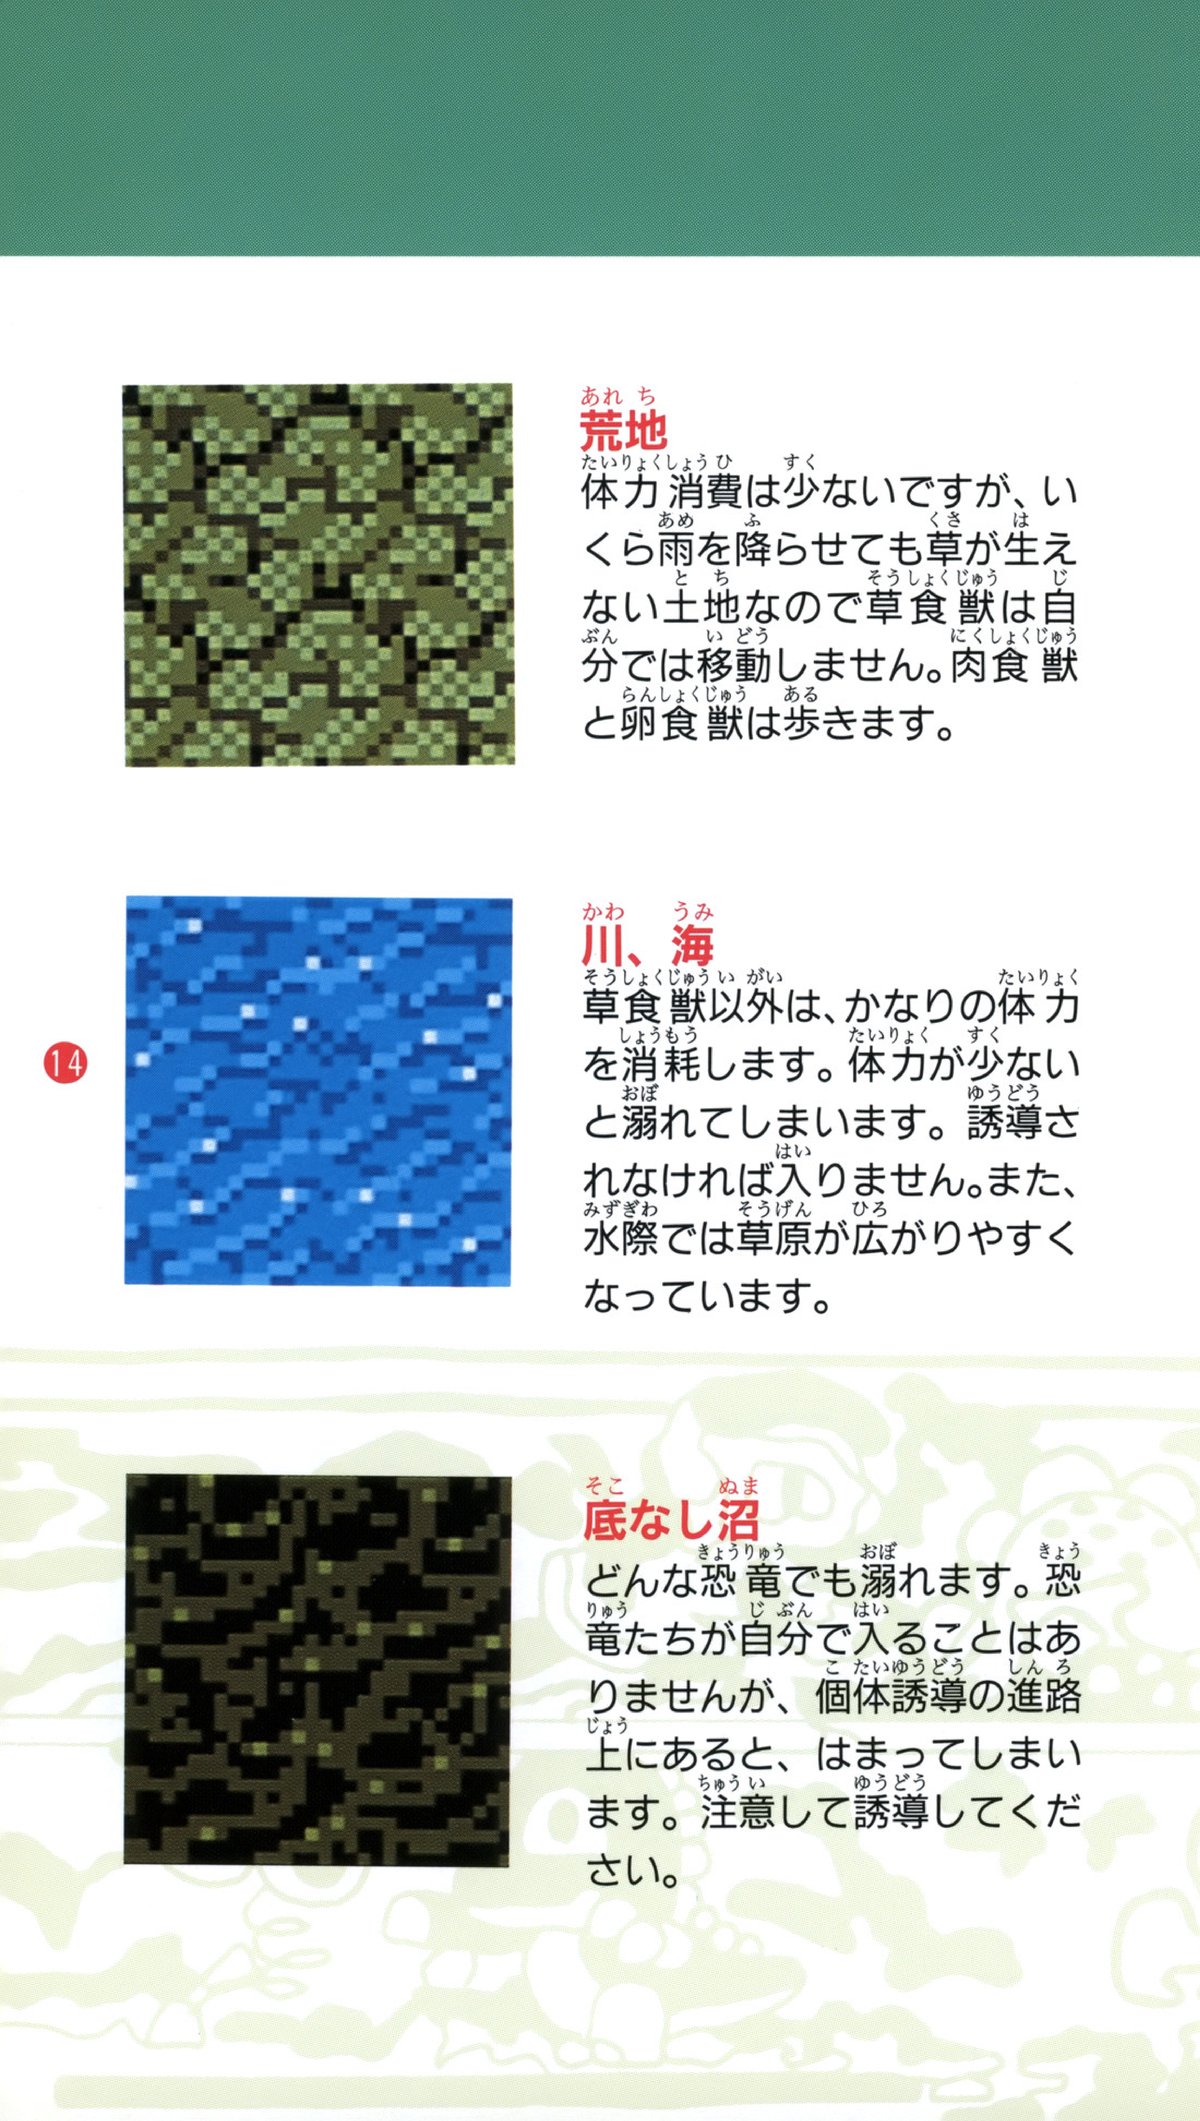 あれ ち
荒地
たいりょくしょう ひ すく
体力消費は少ないですが、い
あめ ふ くさ は
くら雨を降らせても草が生え
と ち そうしょくじゅう じ
ない土地なので草食獣は自
ぶん い どう にくしょくじゅう
分では移動しません。肉食獣
らんしょくじゅう ある
と卵食獣は歩きます。
かわ うみ
川、海
そうしょくじゅう い がい たいりょく
草食獣以外は、かなりの体力
しょうもう たいりょく すく
を消耗します。体力が少ない
おぼ ゆうどう
と溺れてしまいます。誘導さ
はい
れなければ入りません。また、
みずぎわ そうげん ひろ
水際では草原が広がりやすく
なっています。
14
そこ ぬま
底なし沼
きょうりゅう おぼ きょう
どんな恐竜でも溺れます。恐
りゅう じ ぶん はい
竜たちが自分で入ることはあ
こ たいゆうどう しん ろ
りませんが、個体誘導の進路
じょう
上にあると、はまってしまい
ちゅう い ゆうどう
ます。注意して誘導してくだ
さい。